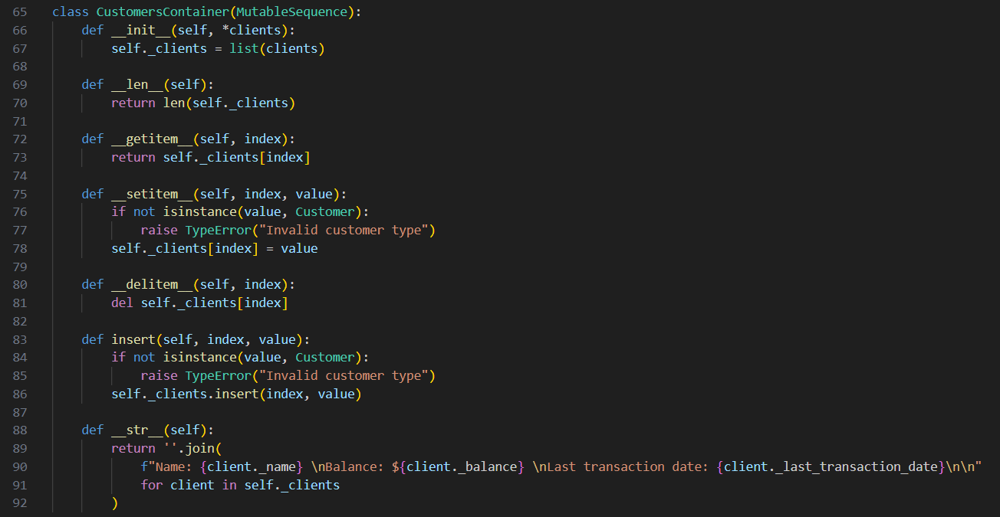 65 class CustomersContainer(MutableSequence):
66     def __init__(self, *clients):
67         self._clients = list(clients)
68
69     def __len__(self):
70         return len(self._clients)
71
72     def __getitem__(self, index):
73         return self._clients[index]
74
75     def __setitem__(self, index, value):
76         if not isinstance(value, Customer):
77             raise TypeError("Invalid customer type")
78         self._clients[index] = value
79
80     def __delitem__(self, index):
81         del self._clients[index]
82
83     def insert(self, index, value):
84         if not isinstance(value, Customer):
85             raise TypeError("Invalid customer type")
86         self._clients.insert(index, value)
87
88     def __str__(self):
89         return ''.join(
90             f"Name: {client._name} \nBalance: ${client._balance} \nLast transaction date: {client._last_transaction_date}\n\n"
91             for client in self._clients
92         )